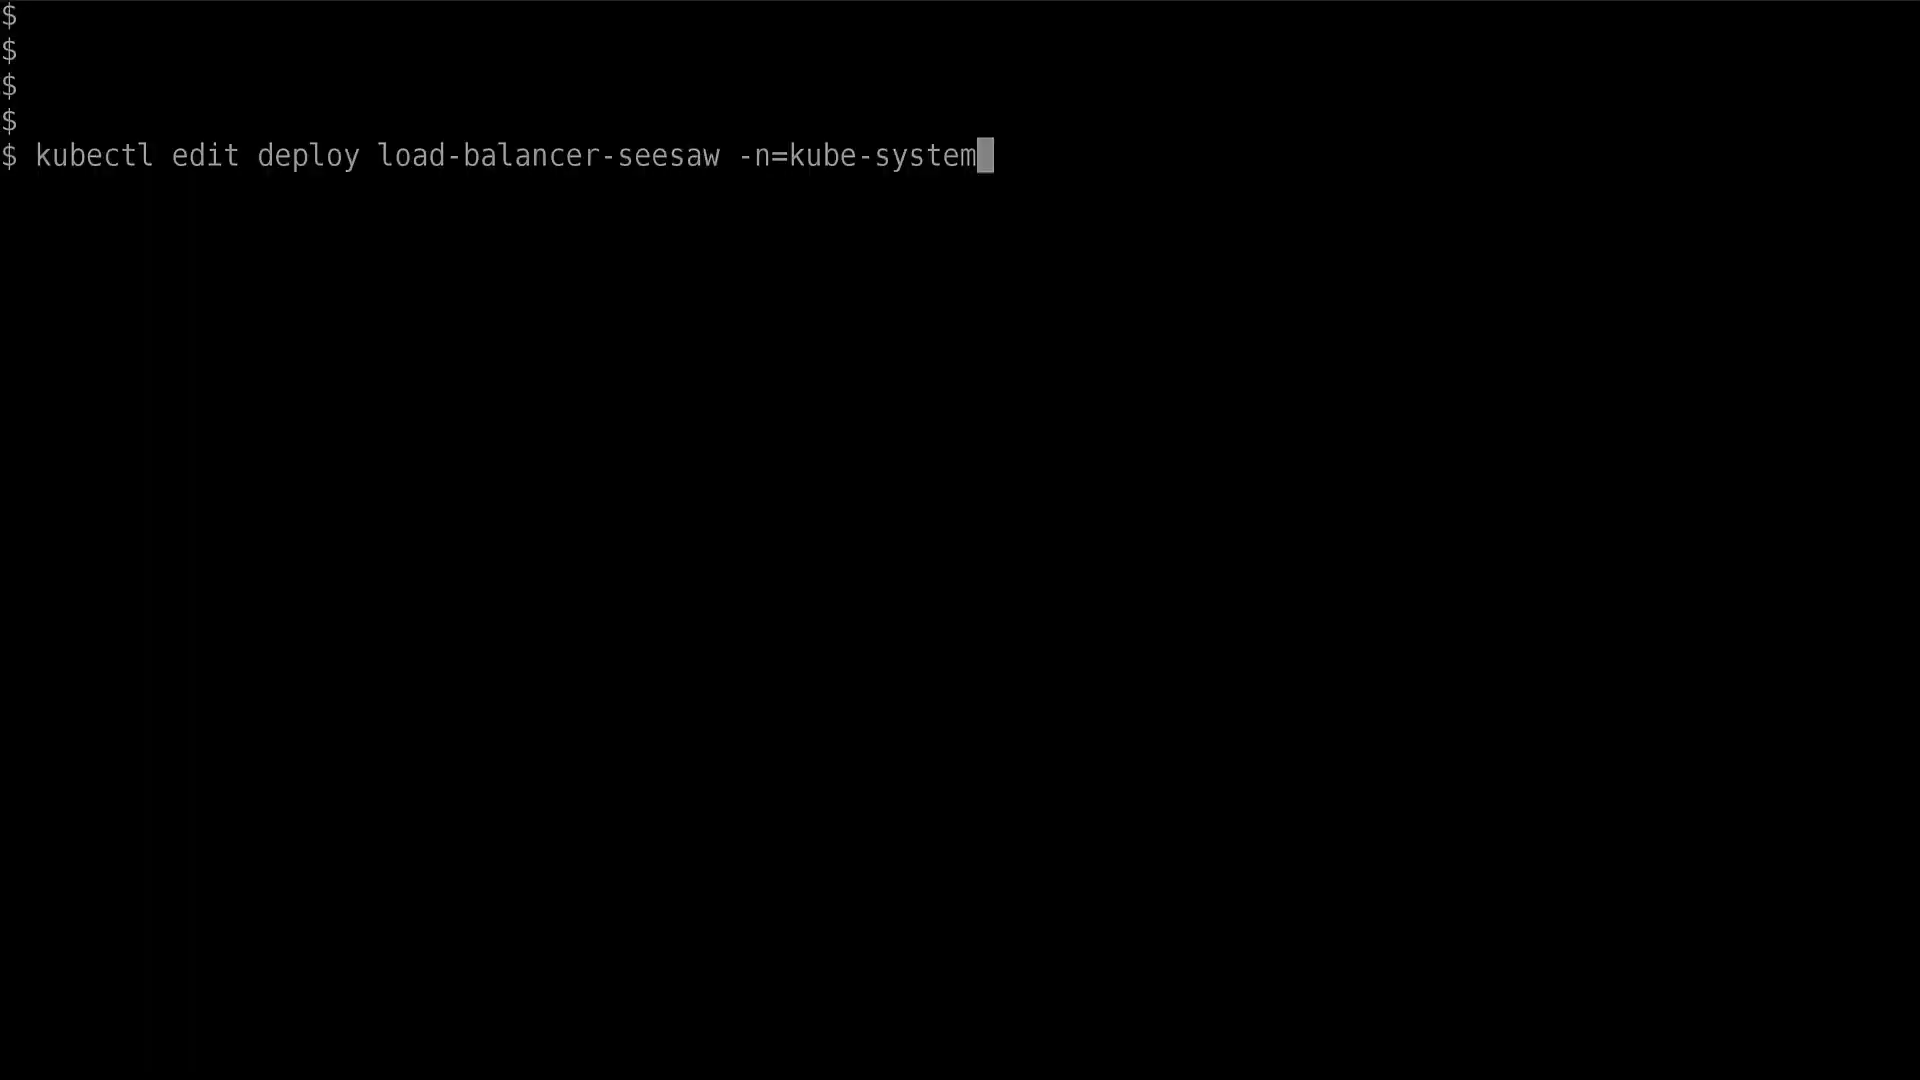 $
$
$
$
$ kubectl edit deploy load-balancer-seesaw -n=kube-system